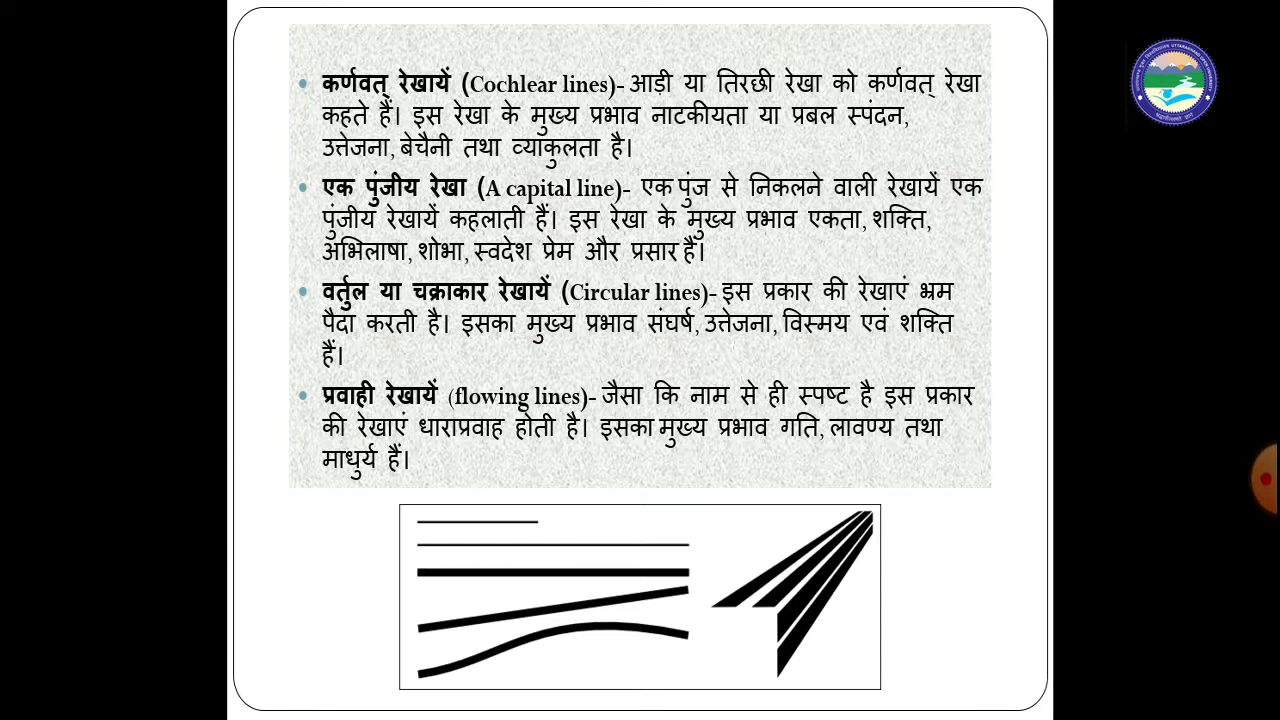 कर्णवत् रेखायें (Cochlear lines)- आड़ी या तिरछी रेखा को कर्णवत् रेखा
कहते हैं। इस रेखा के मुख्य प्रभाव नाटकीयता या प्रबल स्पंदन,
उत्तेजना, बेचैनी तथा व्याकुलता है।
एक पुंजीय रेखा (A capital line)- एक पुंज से निकलने वाली रेखायें एक
पुंजीय रेखायें कहलाती हैं। इस रेखा के मुख्य प्रभाव एकता, शक्ति,
अभिलाषा, शोभा, स्वदेश प्रेम और प्रसार हैं।
वर्तुल या चक्राकार रेखायें (Circular lines)- इस प्रकार की रेखाएं भ्रम
पैदा करती है। इसका मुख्य प्रभाव संघर्ष, उत्तेजना, विस्मय एवं शक्ति
हैं।
प्रवाही रेखायें (flowing lines)- जैसा कि नाम से ही स्पष्ट है इस प्रकार
की रेखाएं धाराप्रवाह होती है। इसका मुख्य प्रभाव गति, लावण्य तथा
माधुर्य हैं।